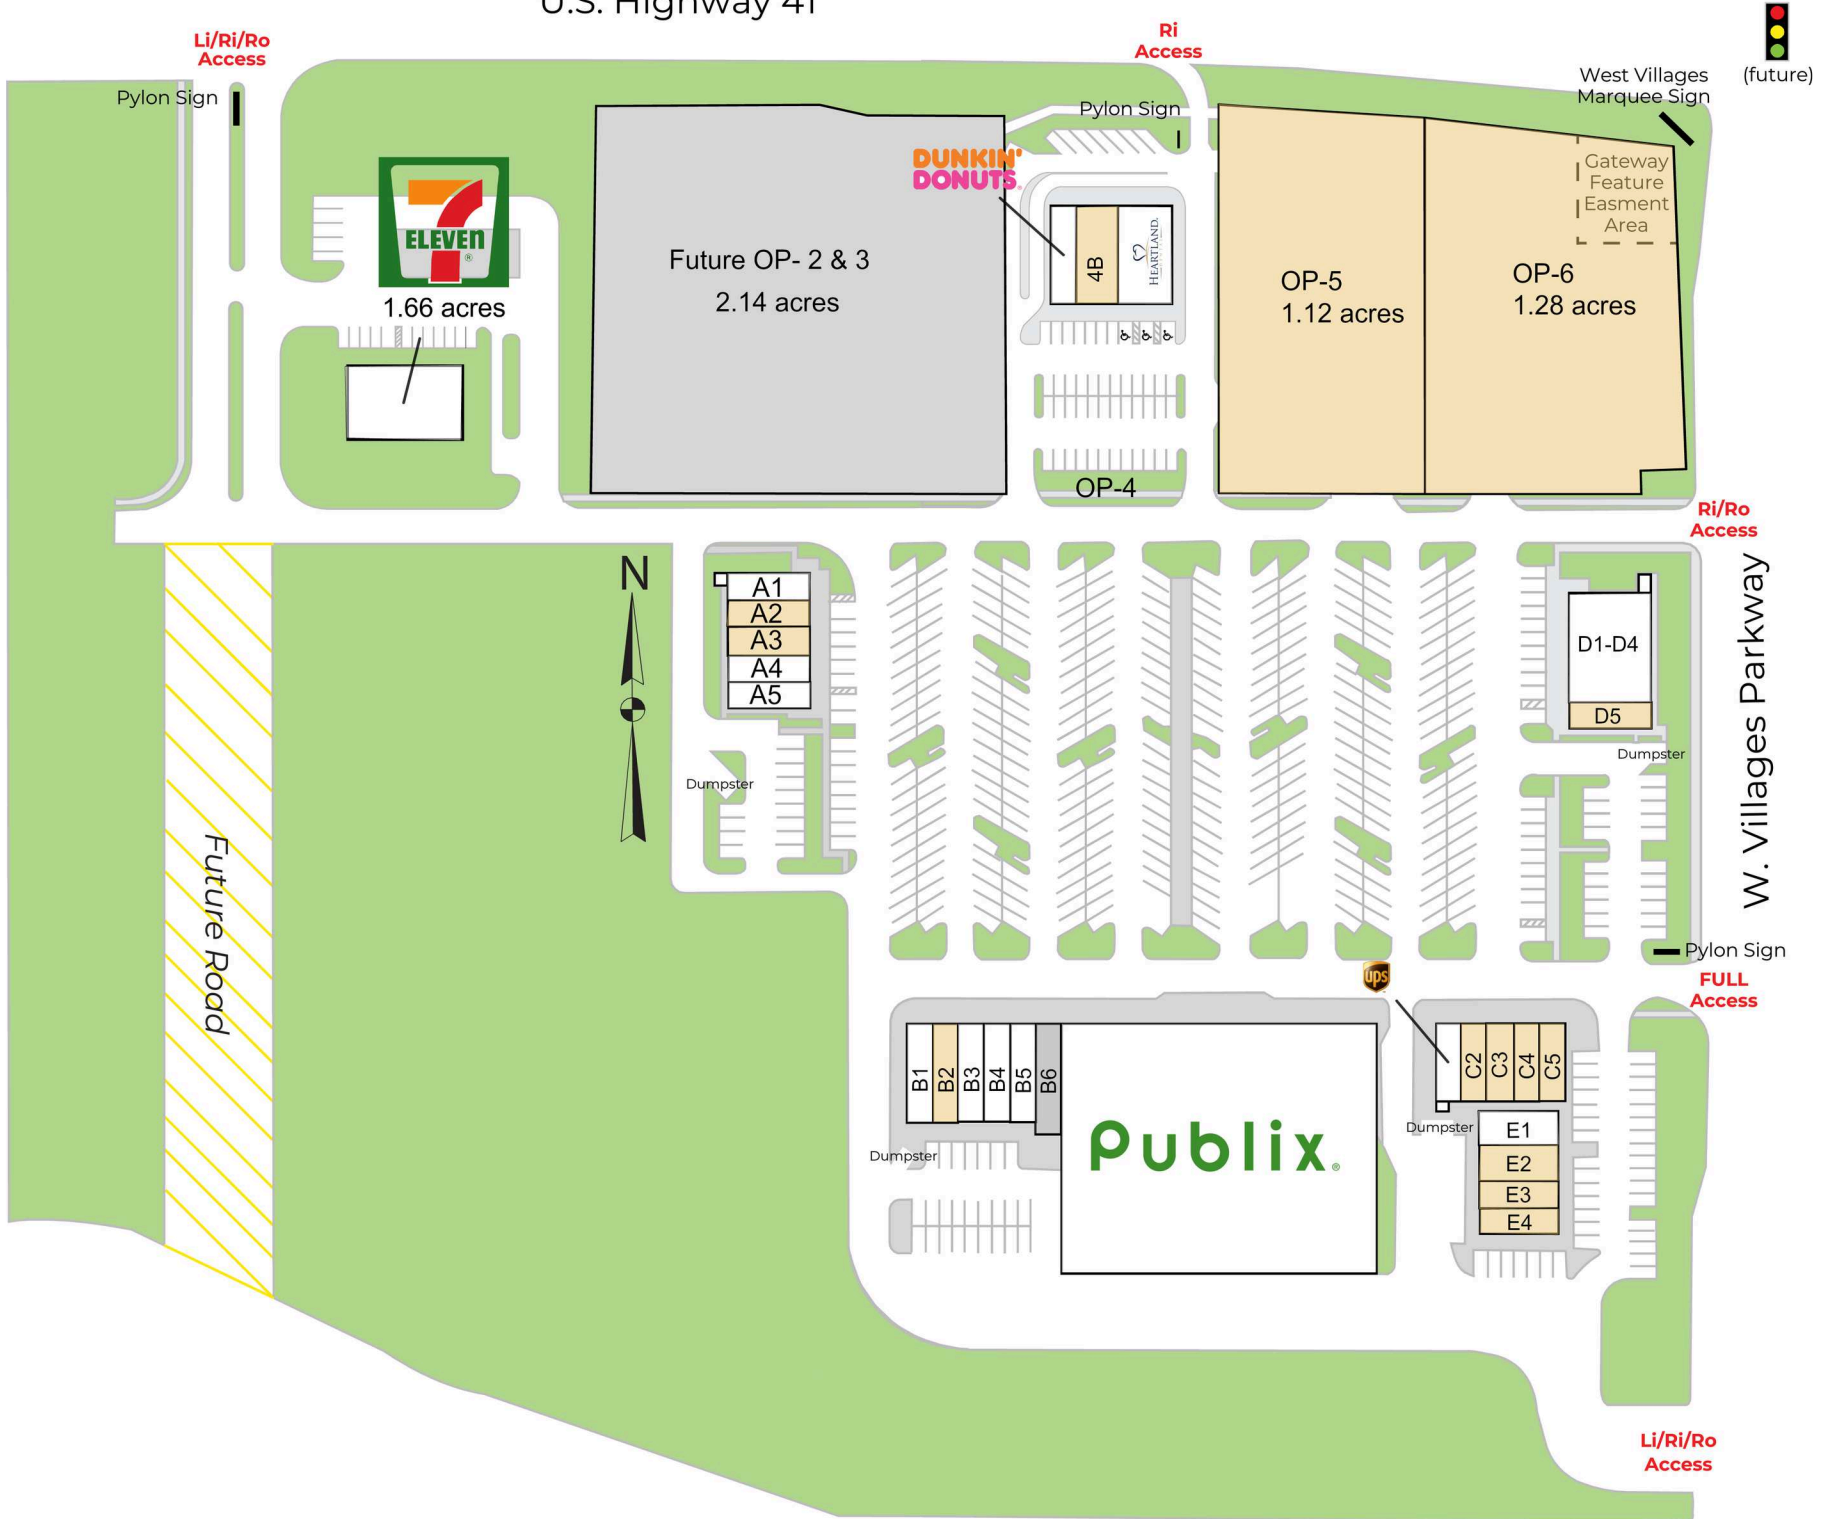 U.S. Highway 41
Li/Ri/Ro
Access
Ri
Access
(future)
West Villages
Marquee Sign
Pylon Sign
Pylon Sign
Gateway
Feature
Easment
Area
DUNKIN'
DONUTS
7
ELEVEn
®
1.66 acres
Future OP- 2 & 3
2.14 acres
4B
HEARTLAND.
OP-5
1.12 acres
OP-6
1.28 acres
OP-4
Ri/Ro
Access
N
A1
A2
A3
A4
A5
D1-D4
D5
Dumpster
Dumpster
W. Villages Parkway
Future Road
Pylon Sign
FULL
Access
ups
B1
B2
B3
B4
B5
B6
C2
C3
C4
C5
Publix®
Dumpster
Dumpster
E1
E2
E3
E4
Li/Ri/Ro
Access